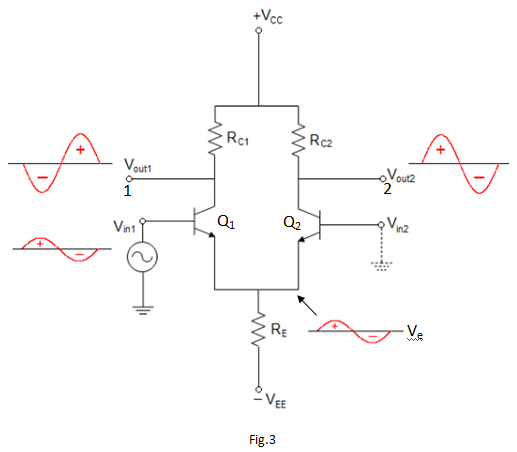 +VCC
RC1
RC2
+
−
Vout1
1
+
−
Vout2
2
Vin1
Q1
Q2
Vin2
+
−
RE
+
−
Ve
− VEE
Fig.3